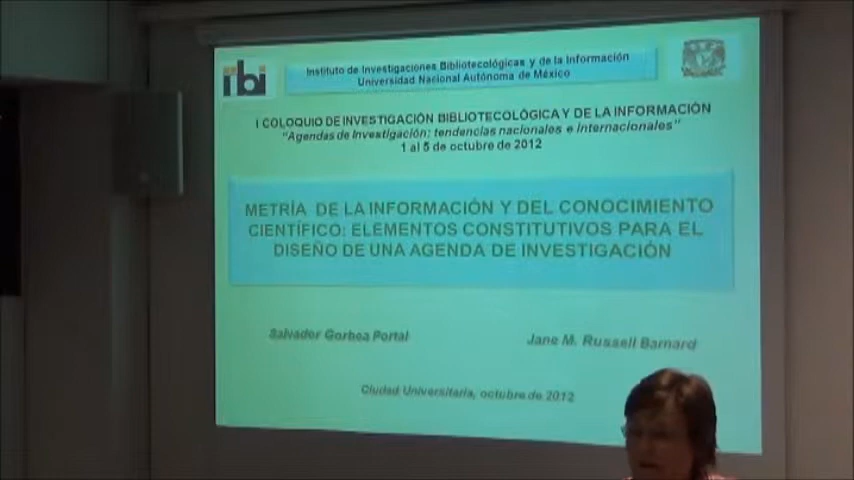 ibi
Instituto de Investigaciones Bibliotecológicas y de la Información
Universidad Nacional Autónoma de México
I COLOQUIO DE INVESTIGACIÓN BIBLIOTECOLÓGICA Y DE LA INFORMACIÓN
"Agendas de Investigación: tendencias nacionales e internacionales"
1 al 5 de octubre de 2012
METRÍA DE LA INFORMACIÓN Y DEL CONOCIMIENTO
CIENTÍFICO: ELEMENTOS CONSTITUTIVOS PARA EL
DISEÑO DE UNA AGENDA DE INVESTIGACIÓN
Salvador Gorbea Portal
Jane M. Russell Barnard
Ciudad Universitaria, octubre de 2012